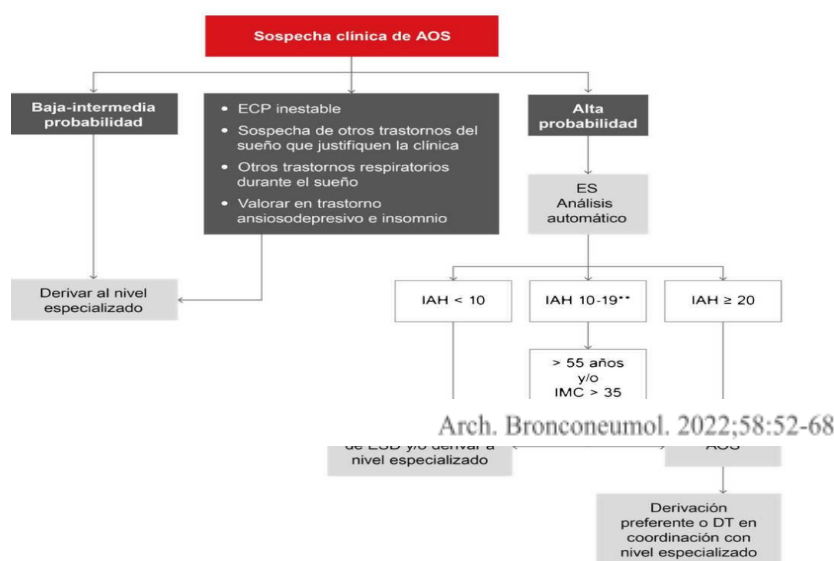 Sospecha clínica de AOS
Baja-intermedia
probabilidad
• ECP inestable
• Sospecha de otros trastornos del
sueño que justifiquen la clínica
• Otros trastornos respiratorios
durante el sueño
• Valorar en trastorno
ansiosodepresivo e insomnio
Alta
probabilidad
ES
Análisis
automático
Derivar al nivel
especializado
IAH < 10
IAH 10-19**
IAH ≥ 20
> 55 años
y/o
IMC > 35
Arch. Bronconeumol. 2022;58:52-68
de ESD y/o derivar a
nivel especializado
AOS
Derivación
preferente o DT en
coordinación con
nivel especializado